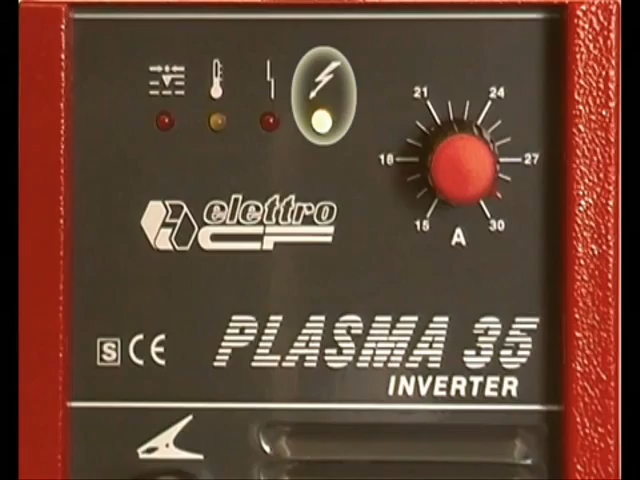 21 24
18 27
15 30
A
elettro
CF
S CE
PLASMA 35
INVERTER